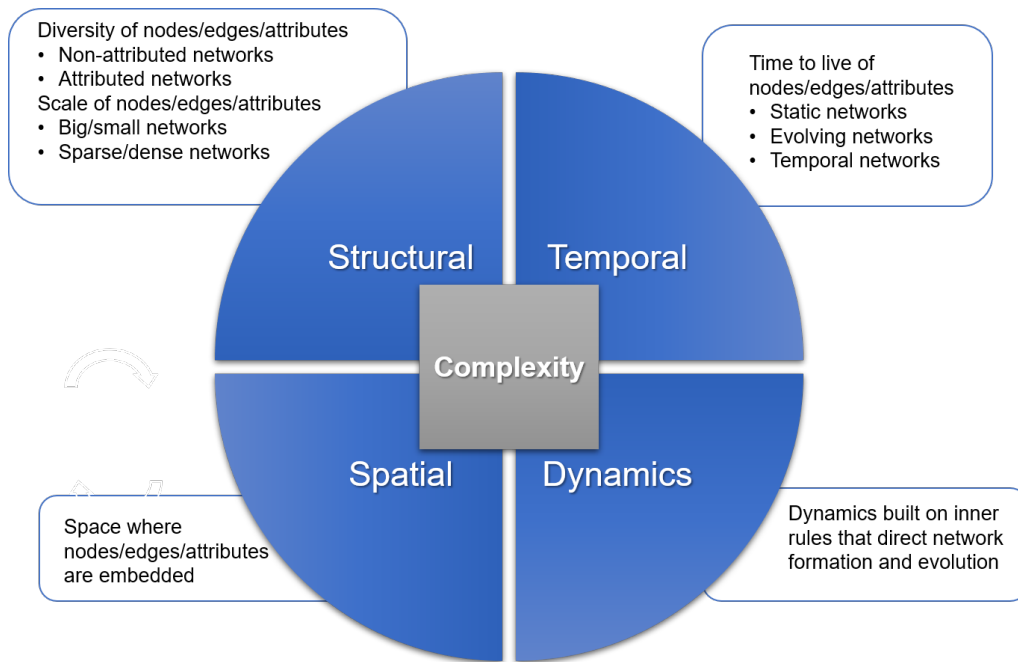 Diversity of nodes/edges/attributes
• Non-attributed networks
• Attributed networks
Scale of nodes/edges/attributes
• Big/small networks
• Sparse/dense networks
Time to live of
nodes/edges/attributes
• Static networks
• Evolving networks
• Temporal networks
Structural
Temporal
Complexity
Spatial
Dynamics
Space where
nodes/edges/attributes
are embedded
Dynamics built on inner
rules that direct network
formation and evolution